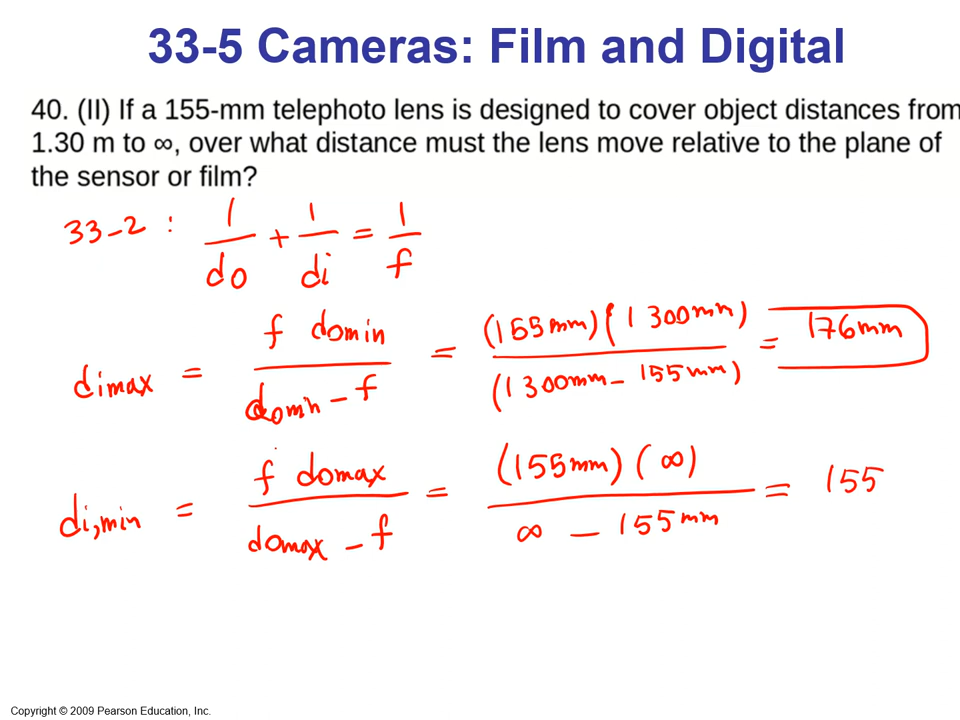 33-5 Cameras: Film and Digital
40. (II) If a 155-mm telephoto lens is designed to cover object distances from
1.30 m to ∞, over what distance must the lens move relative to the plane of
the sensor or film?
33-2 : 1/do + 1/di = 1/f
dimax = f domin / domin - f = (155mm)(1300mm) / (1300mm - 155mm) = 176mm
di,min = f domax / domax - f = (155mm)(∞) / ∞ - 155mm = 155
Copyright © 2009 Pearson Education, Inc.